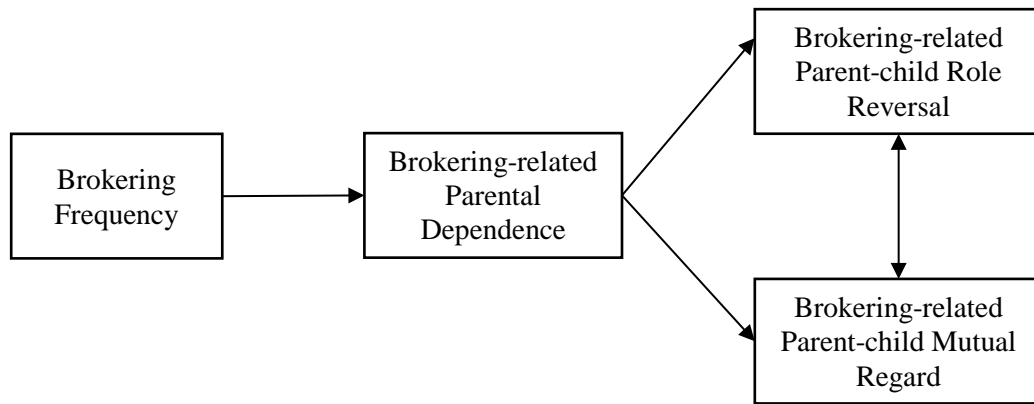 Brokering
Frequency
Brokering-related
Parental
Dependence
Brokering-related
Parent-child Role
Reversal
Brokering-related
Parent-child Mutual
Regard